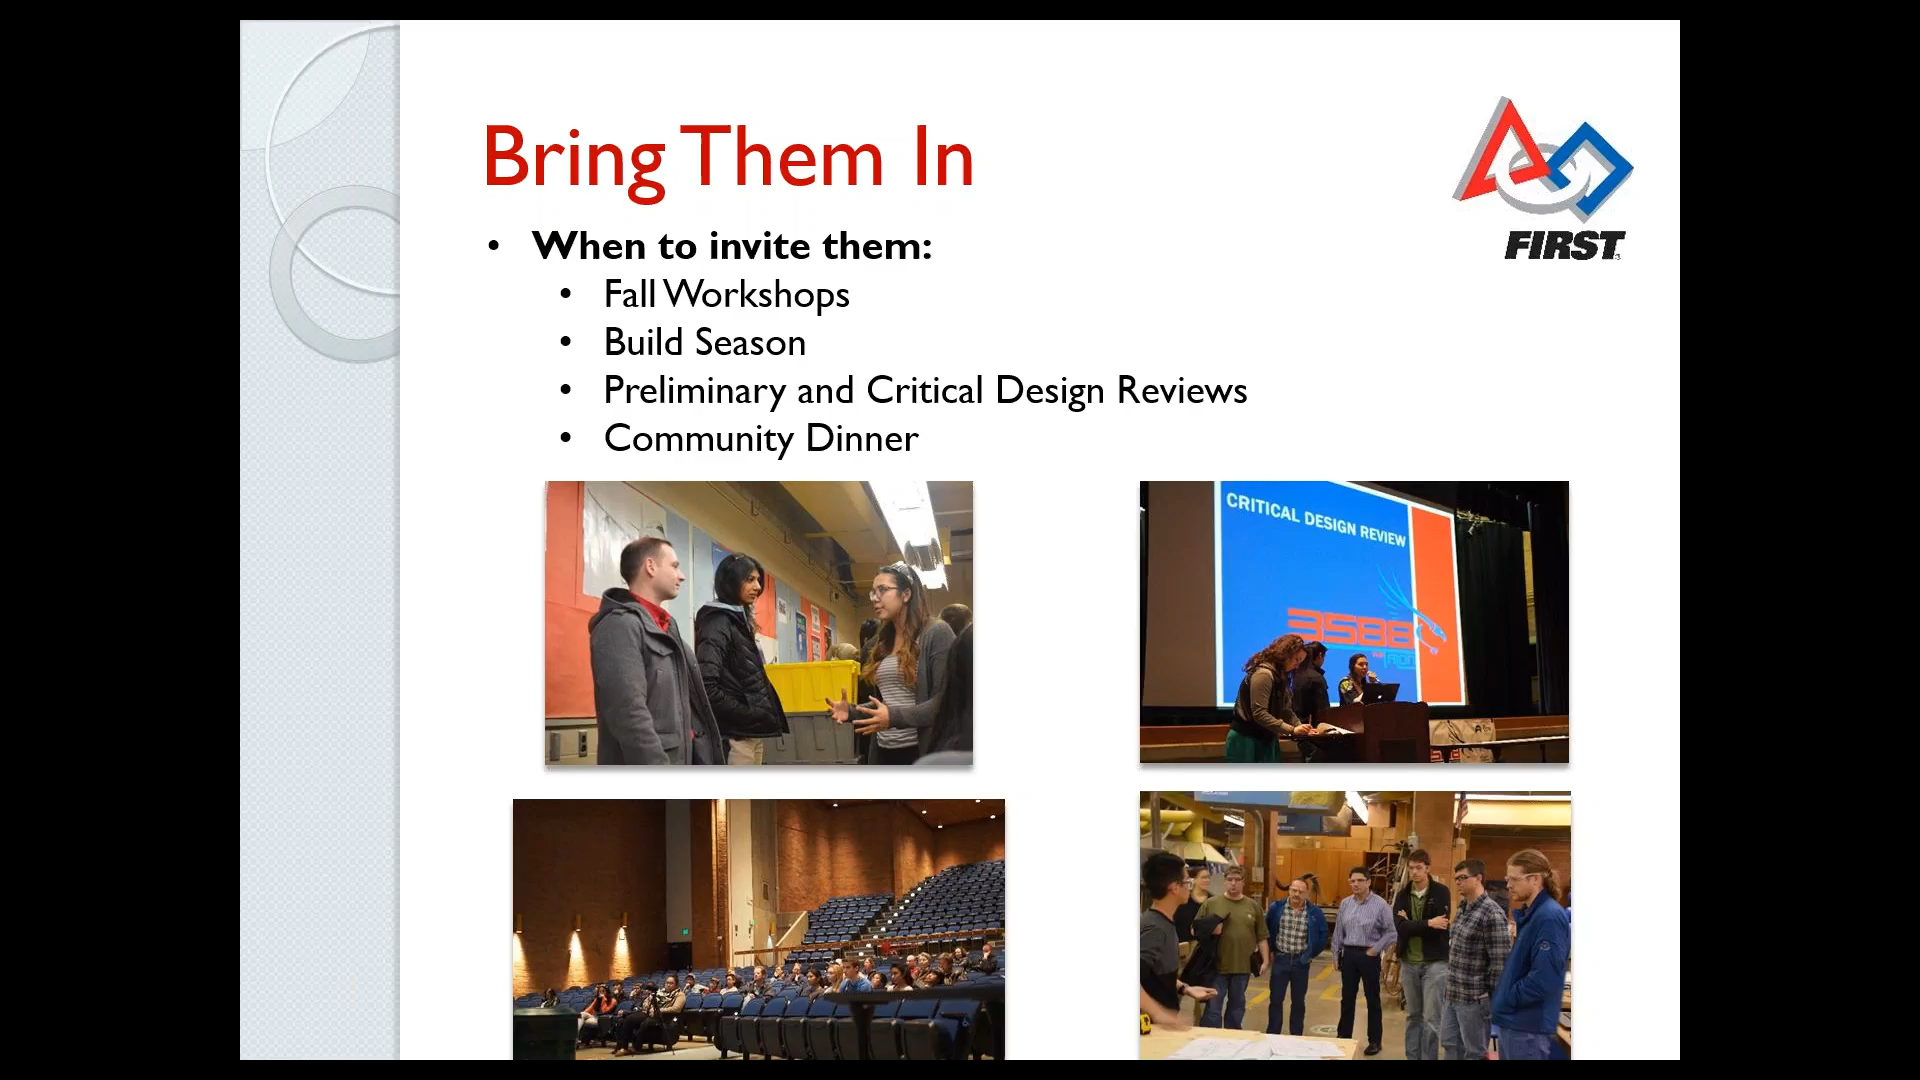 Bring Them In
FIRST
• When to invite them:
• Fall Workshops
• Build Season
• Preliminary and Critical Design Reviews
• Community Dinner
CRITICAL DESIGN REVIEW
3588
Talon